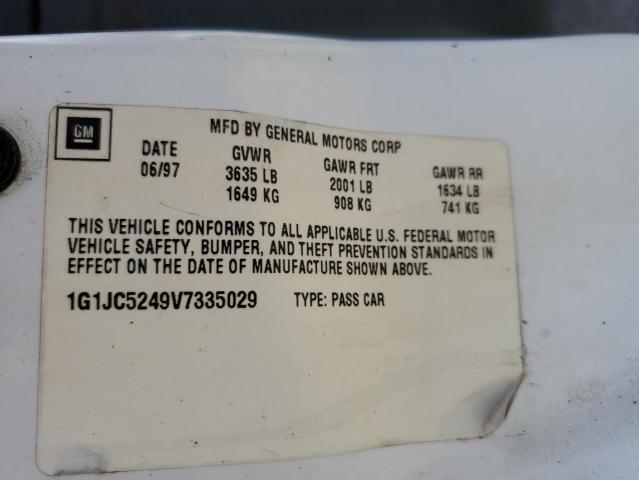 GM
MFD BY GENERAL MOTORS CORP
DATE GVWR GAWR FRT GAWR RR
06/97 3635 LB 2001 LB 1634 LB
1649 KG 908 KG 741 KG
THIS VEHICLE CONFORMS TO ALL APPLICABLE U.S. FEDERAL MOTOR
VEHICLE SAFETY, BUMPER, AND THEFT PREVENTION STANDARDS IN
EFFECT ON THE DATE OF MANUFACTURE SHOWN ABOVE.
1G1JC5249V7335029 TYPE: PASS CAR